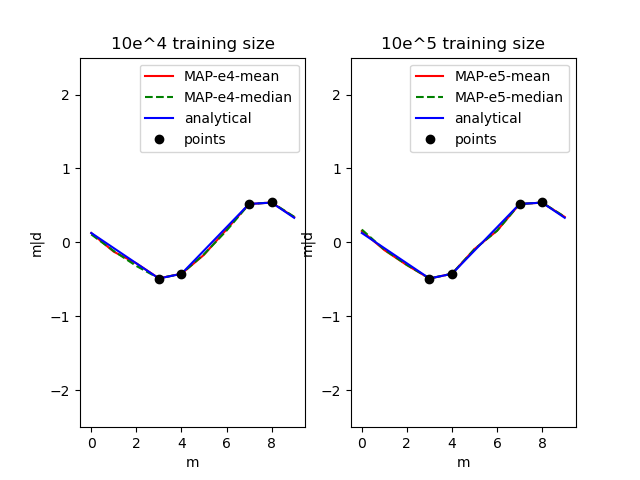 10e^4 training size
MAP-e4-mean
MAP-e4-median
analytical
points
2
1
0
−1
−2
m|d
0 2 4 6 8
m
10e^5 training size
MAP-e5-mean
MAP-e5-median
analytical
points
2
1
0
−1
−2
m|d
0 2 4 6 8
m